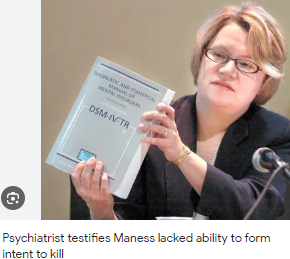 DIAGNOSTIC AND STATISTICAL
MANUAL OF
MENTAL DISORDERS
DSM-IV-TR
Psychiatrist testifies Maness lacked ability to form
intent to kill